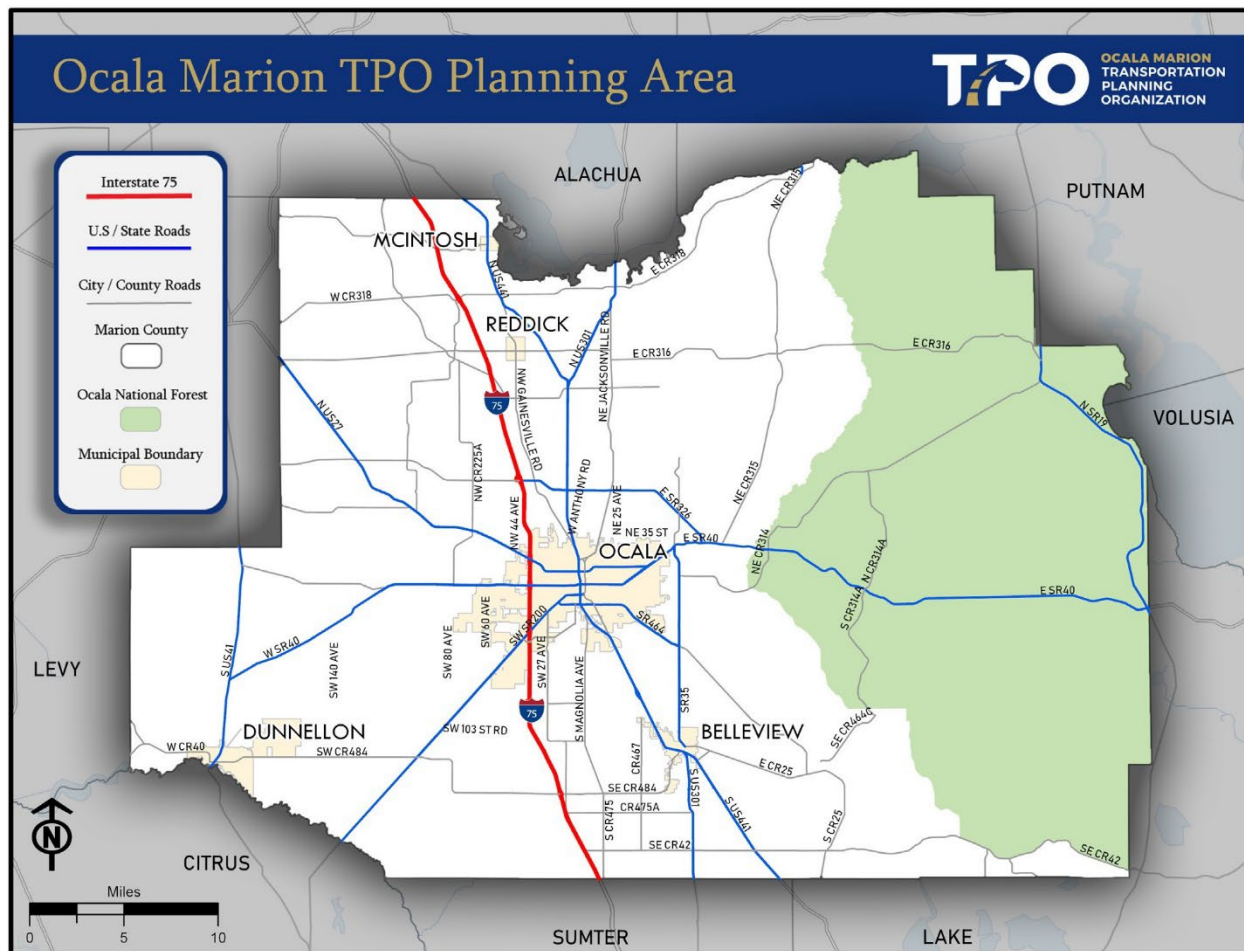 Ocala Marion TPO Planning Area
TPO
OCALA MARION
TRANSPORTATION
PLANNING
ORGANIZATION
Interstate 75
U.S / State Roads
City / County Roads
Marion County
Ocala National Forest
Municipal Boundary
ALACHUA
PUTNAM
VOLUSIA
LEVY
CITRUS
SUMTER
LAKE
MCINTOSH
REDDICK
OCALA
DUNNELLON
BELLEVIEW
NE CR315
E CR318
W CR318
N US441
N US301
NE JACKSONVILLE RD
E CR316
E CR316
N SR19
75
NW GAINESVILLE RD
N US27
NW CR225A
NW 44 AVE
W ANTHONY RD
NE 25 AVE
NE 35 ST
E SR326
E SR40
NE CR315
NE CR314
N CR314A
S CR314A
E SR40
S US41
W SR40
SW 140 AVE
SW 80 AVE
SW 60 AVE
SW SR200
SW 27 AVE
SR464
S MAGNOLIA AVE
SR35
75
SW 103 ST RD
SE CR464C
W CR40
SW CR484
CR467
E CR25
SE CR484
S US301
S US441
CR475A
S CR475
S CR25
SE CR42
SE CR42
N
Miles
0 5 10